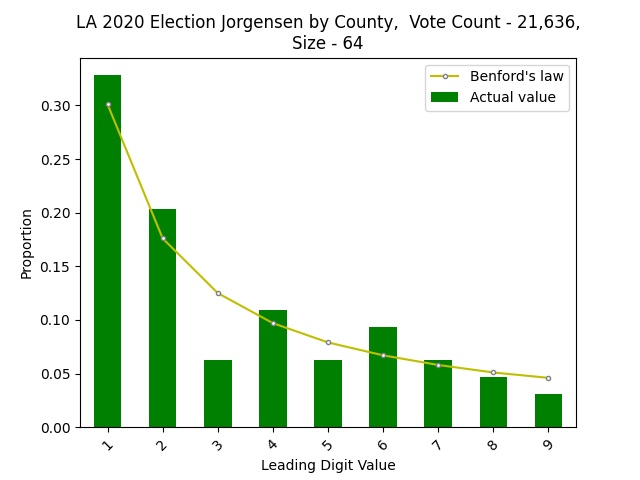 LA 2020 Election Jorgensen by County,  Vote Count - 21,636,
Size - 64
Benford's law
Actual value
Proportion
0.30
0.25
0.20
0.15
0.10
0.05
0.00
1 2 3 4 5 6 7 8 9
Leading Digit Value